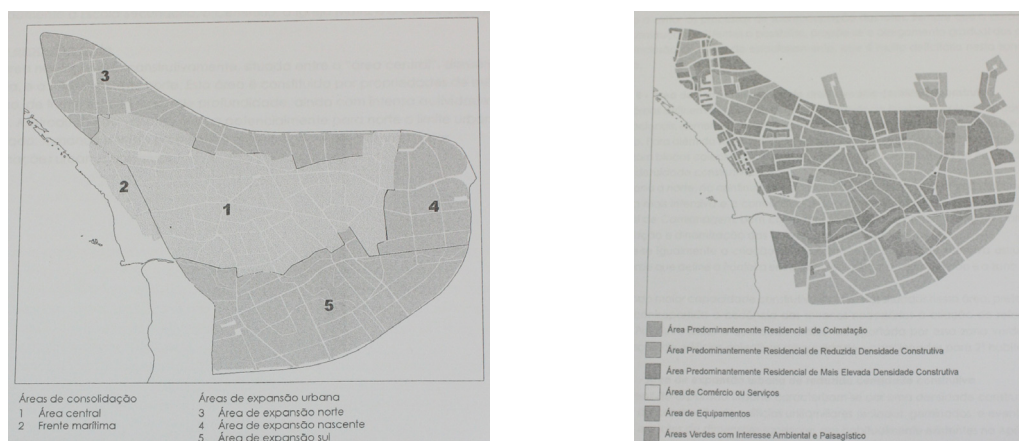 3
2
1
4
5
Áreas de consolidação
1 Área central
2 Frente marítima
Áreas de expansão urbana
3 Área de expansão norte
4 Área de expansão nascente
5 Área de expansão sul
Área Predominantemente Residencial de Colmatação
Área Predominantemente Residencial de Reduzida Densidade Construtiva
Área Predominantemente Residencial de Mais Elevada Densidade Construtiva
Área de Comércio ou Serviços
Área de Equipamentos
Áreas Verdes com Interesse Ambiental e Paisagístico